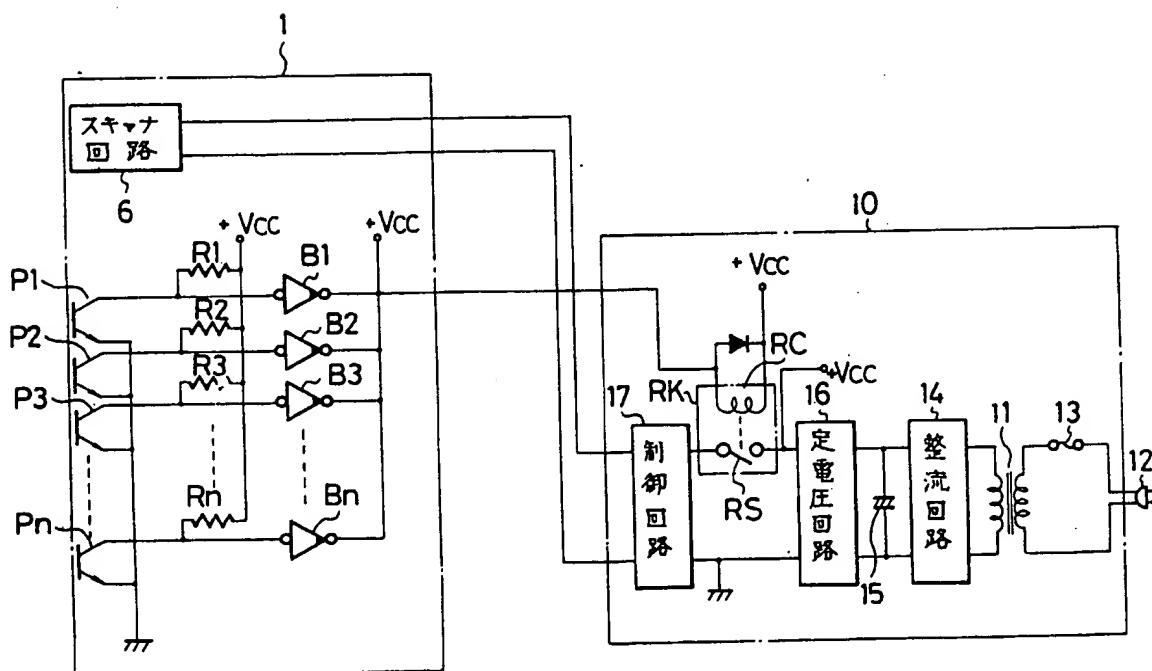 1
スキャナ
回路
6
+Vcc
+Vcc
R1
B1
P1
R2
B2
P2
R3
B3
P3
Rn
Bn
Pn
10
+Vcc
RC
+Vcc
RK
17
制御回路
RS
16
定電圧回路
15
14
整流回路
11
13
12